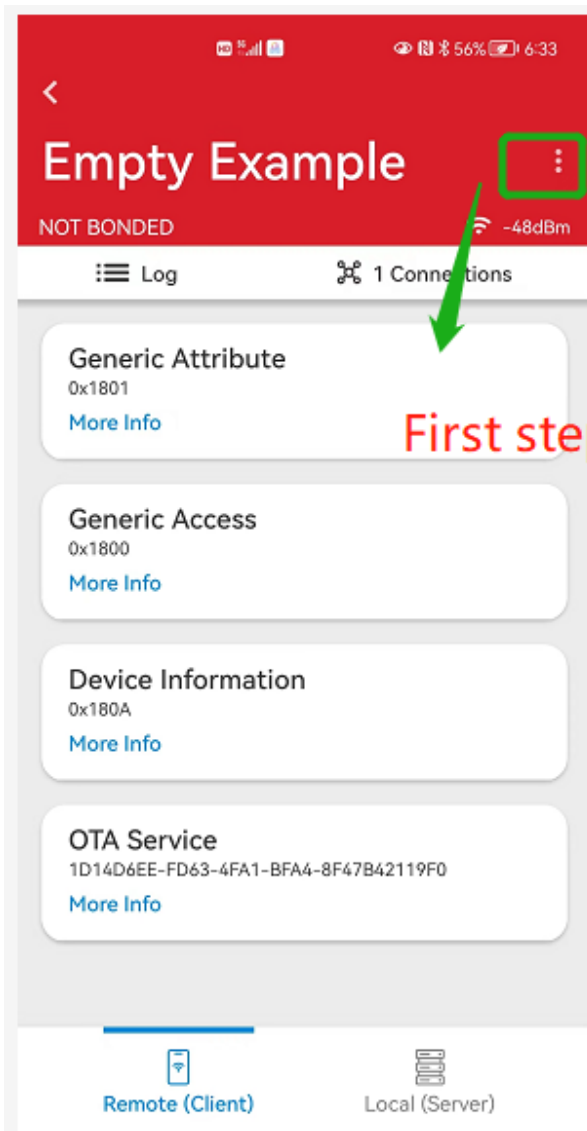 HD 56% 6:33
Empty Example
NOT BONDED -48dBm
Log 1 Connections
Generic Attribute
0x1801
More Info
First ste
Generic Access
0x1800
More Info
Device Information
0x180A
More Info
OTA Service
1D14D6EE-FD63-4FA1-BFA4-8F47B42119F0
More Info
Remote (Client) Local (Server)